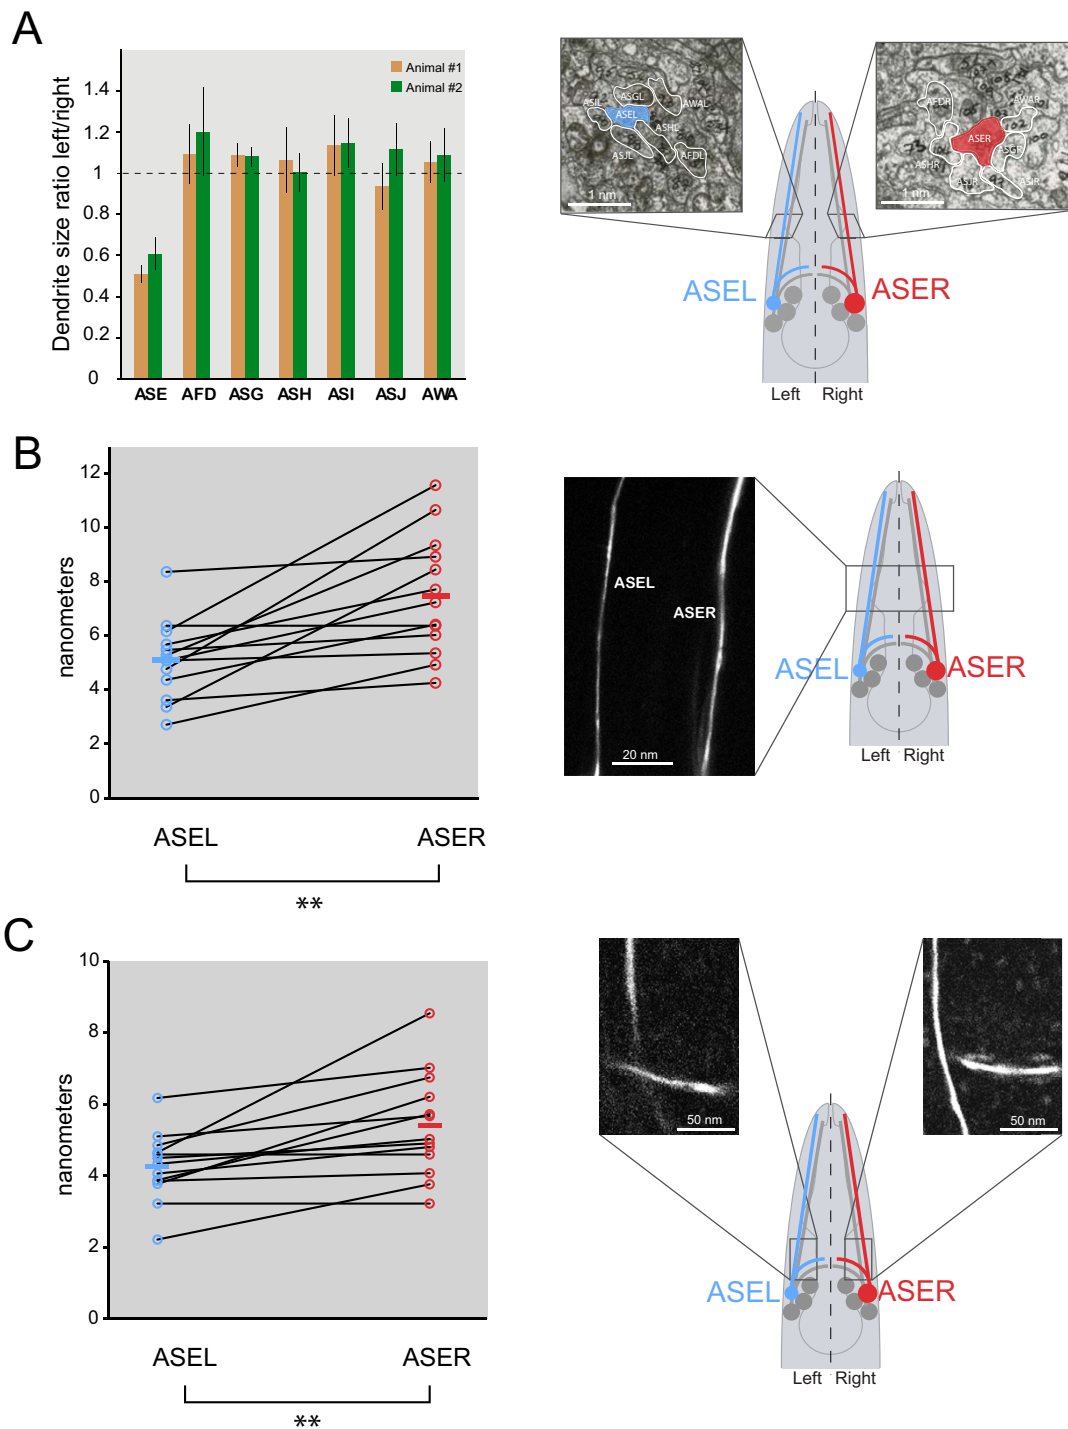 A
Dendrite size ratio left/right
1.4
1.2
1
0.8
0.6
0.4
0.2
0
Animal #1
Animal #2
ASE AFD ASG ASH ASI ASJ AWA
ASIL
ASGL
AWAL
ASEL
ASHL
ASJL
AFDL
1 nm
AFDR
AWAR
ASER
ASGR
ASHR
ASJR
ASIR
1 nm
ASEL
ASER
Left Right
B
nanometers
12
10
8
6
4
2
0
ASEL ASER
**
ASEL
ASER
20 nm
ASEL
ASER
Left Right
C
nanometers
10
8
6
4
2
0
ASEL ASER
**
50 nm
50 nm
ASEL
ASER
Left Right